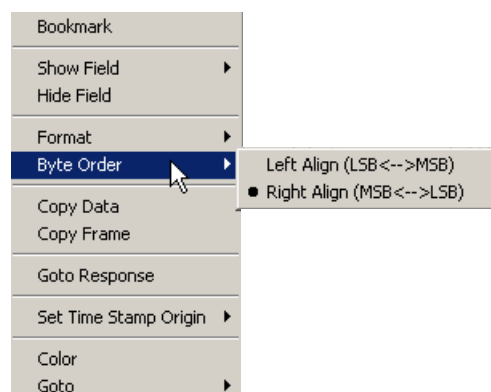 Bookmark
Show Field
Hide Field
Format
Byte Order
Left Align (LSB<-->MSB)
Right Align (MSB<-->LSB)
Copy Data
Copy Frame
Goto Response
Set Time Stamp Origin
Color
Goto